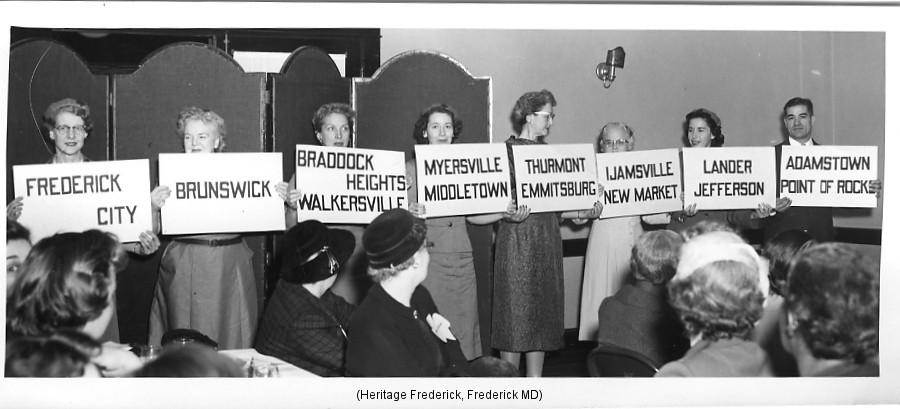 FREDERICK
CITY
BRUNSWICK
BRADDOCK
HEIGHTS
WALKERSVILLE
MYERSVILLE
MIDDLETOWN
THURMONT
EMMITSBURG
IJAMSVILLE
NEW MARKET
LANDER
JEFFERSON
ADAMSTOWN
POINT OF ROCKS
(Heritage Frederick, Frederick MD)